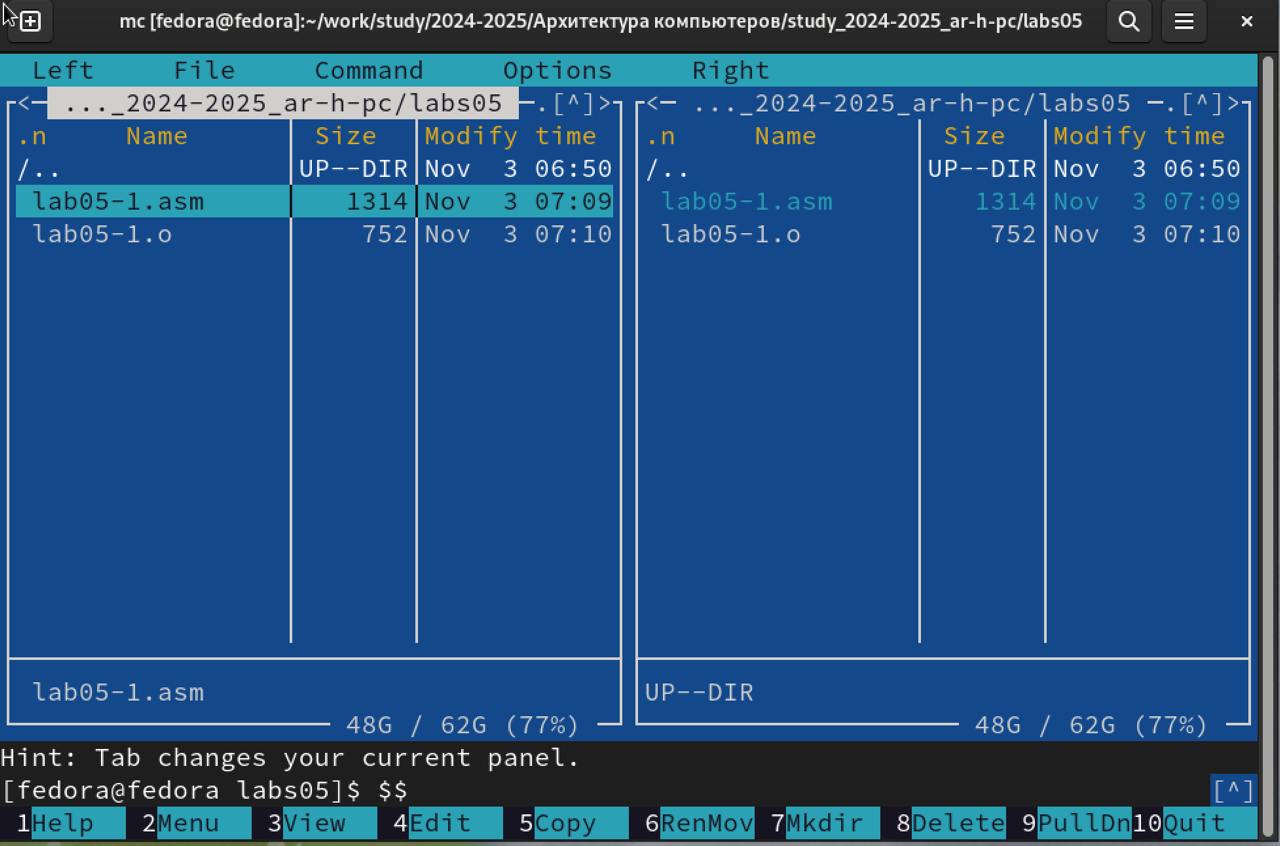 mc [fedora@fedora]:~/work/study/2024-2025/Архитектура компьютеров/study_2024-2025_ar-h-pc/labs05
Left File Command Options Right
<─ ..._2024-2025_ar-h-pc/labs05 ─.[^]> <─ ..._2024-2025_ar-h-pc/labs05 ─.[^]>
.n Name Size Modify time .n Name Size Modify time
/.. UP--DIR Nov 3 06:50 /.. UP--DIR Nov 3 06:50
lab05-1.asm 1314 Nov 3 07:09 lab05-1.asm 1314 Nov 3 07:09
lab05-1.o 752 Nov 3 07:10 lab05-1.o 752 Nov 3 07:10
lab05-1.asm UP--DIR
48G / 62G (77%) 48G / 62G (77%)
Hint: Tab changes your current panel.
[fedora@fedora labs05]$ $$ [^]
1Help 2Menu 3View 4Edit 5Copy 6RenMov 7Mkdir 8Delete 9PullDn 10Quit